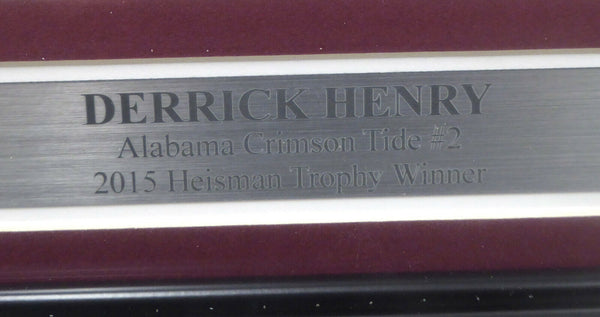 DERRICK HENRY
Alabama Crimson Tide #2
2015 Heisman Trophy Winner